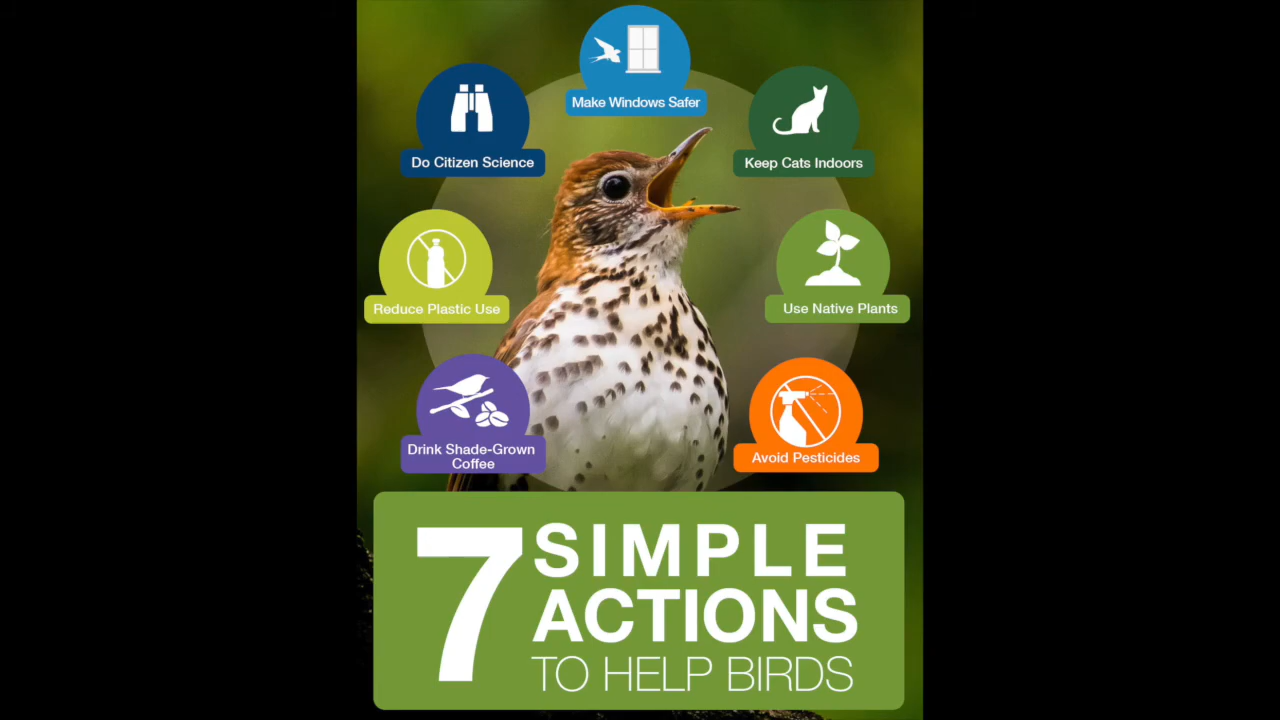 Make Windows Safer
Do Citizen Science
Keep Cats Indoors
Reduce Plastic Use
Use Native Plants
Drink Shade-Grown
Coffee
Avoid Pesticides
7 SIMPLE
ACTIONS
TO HELP BIRDS